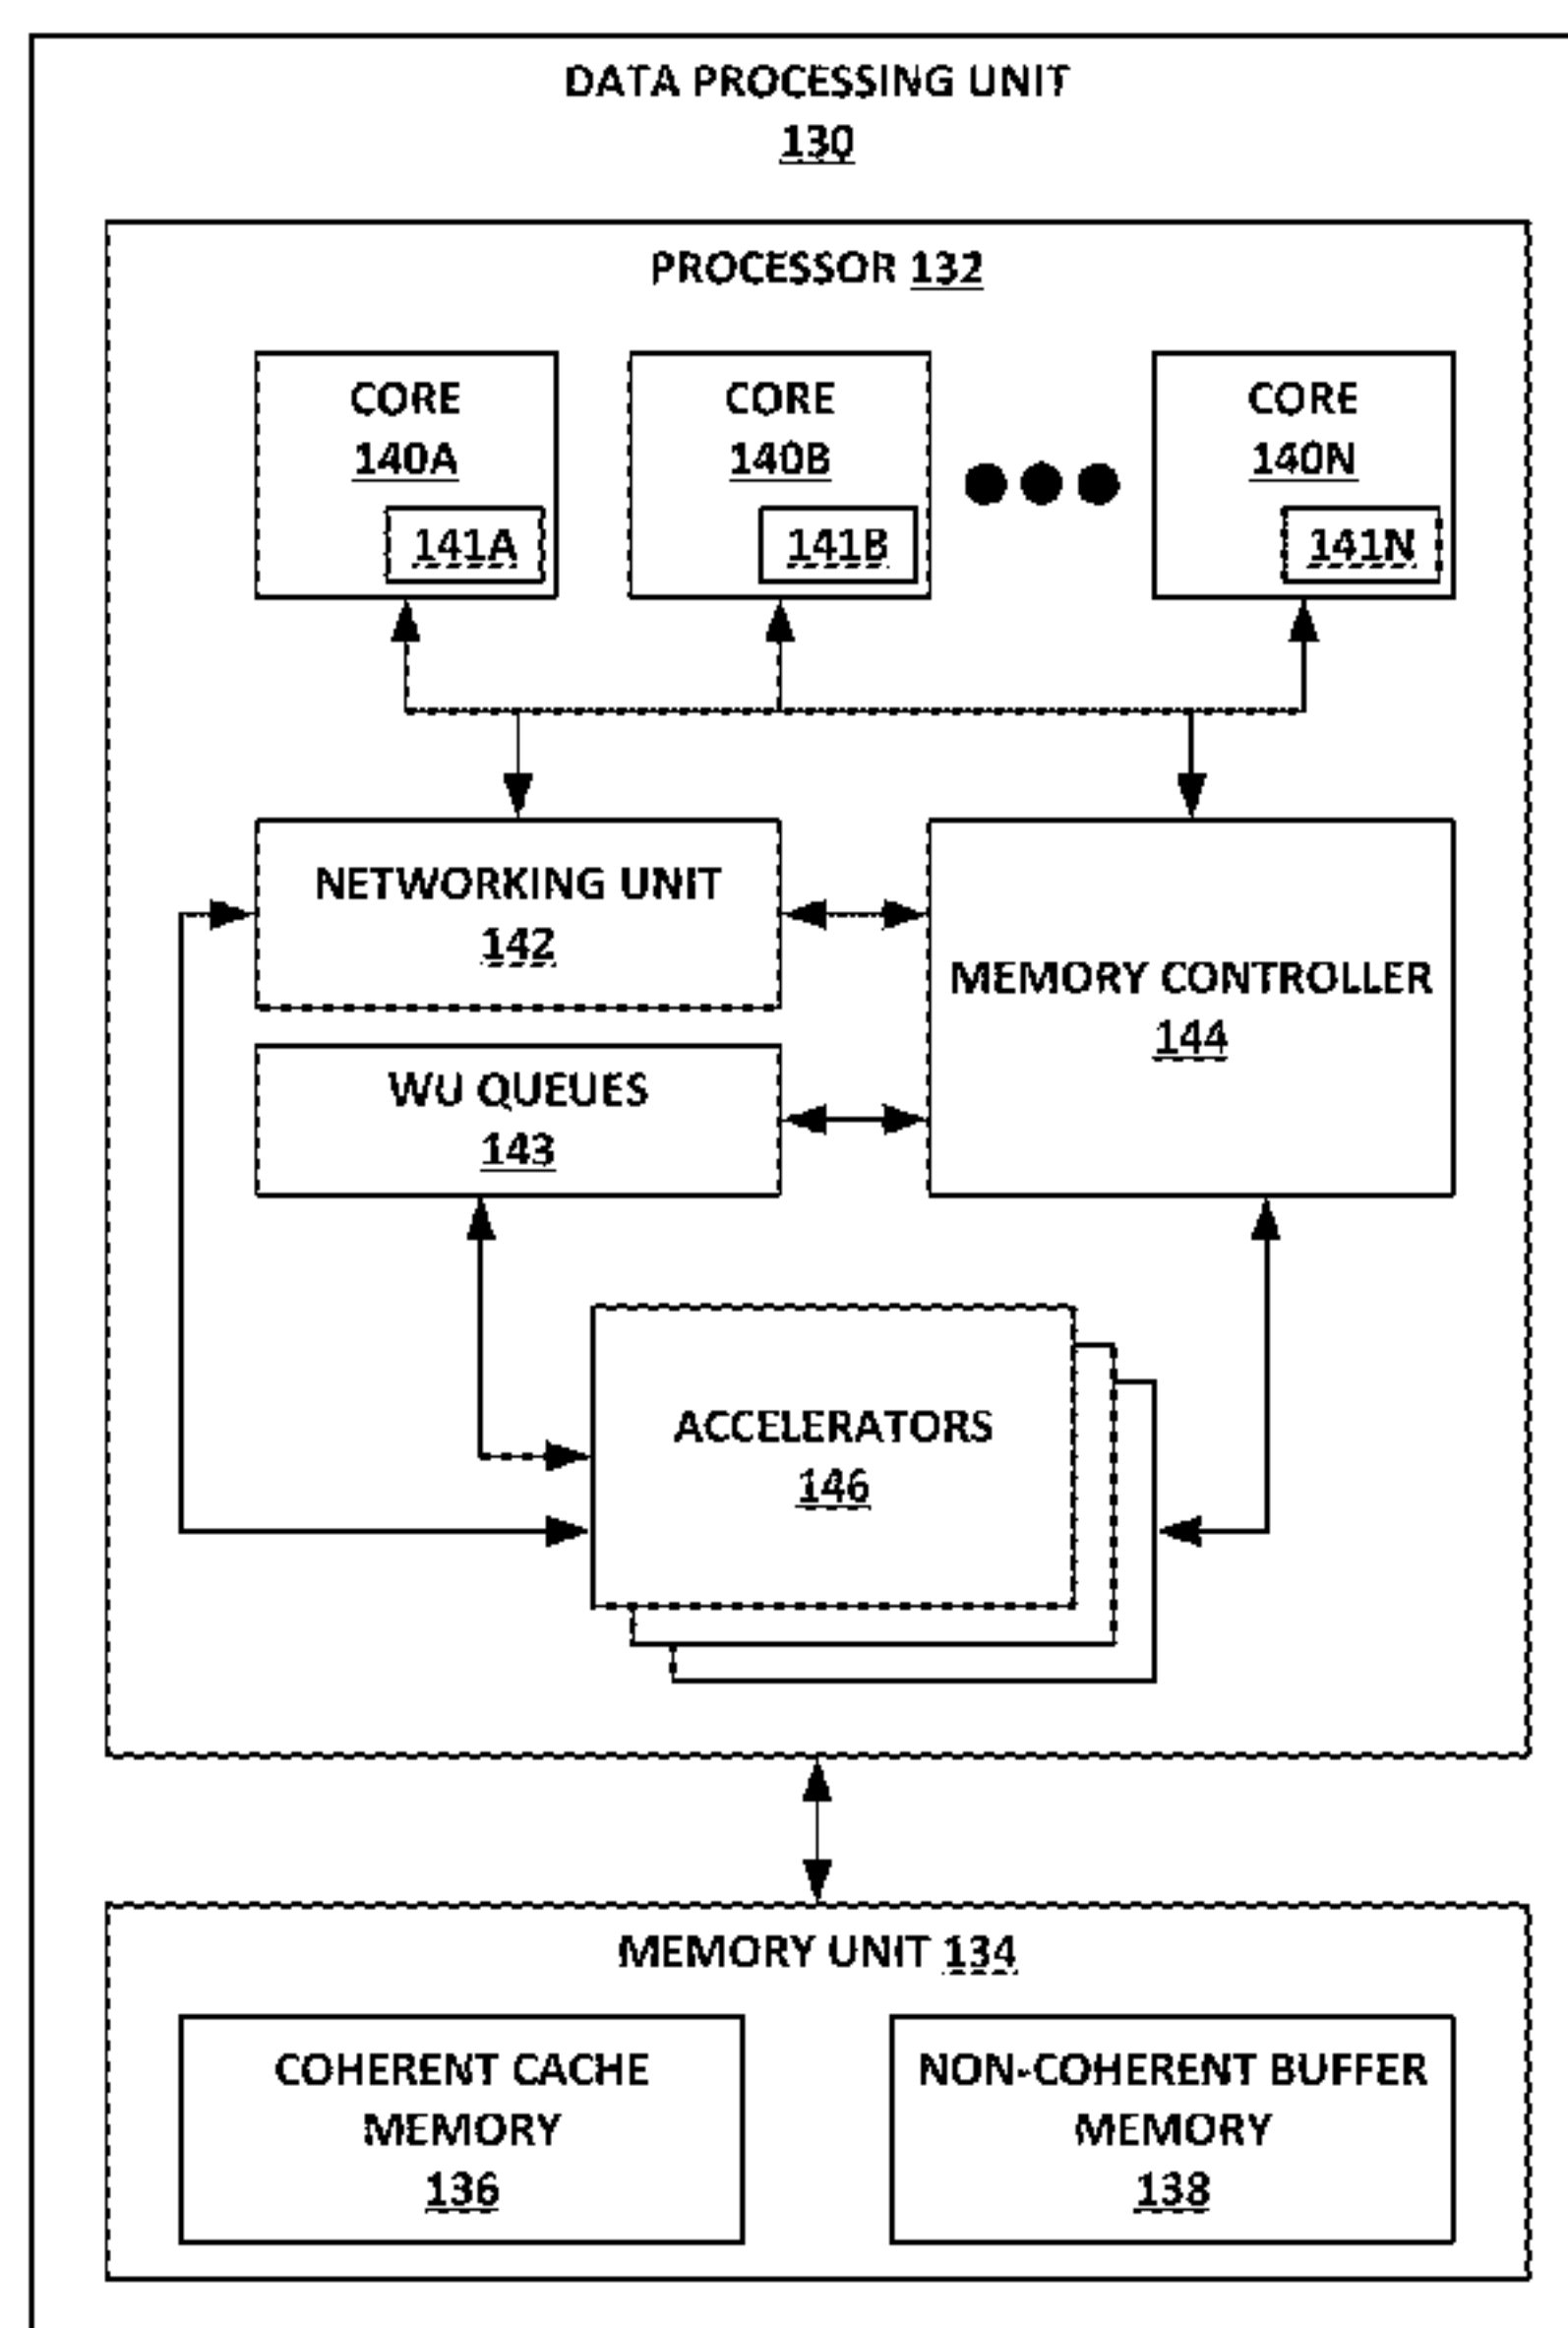 DATA PROCESSING UNIT
130
PROCESSOR 132
CORE
140A
141A
CORE
140B
141B
CORE
140N
141N
NETWORKING UNIT
142
MEMORY CONTROLLER
144
WU QUEUES
143
ACCELERATORS
146
MEMORY UNIT 134
COHERENT CACHE
MEMORY
136
NON-COHERENT BUFFER
MEMORY
138